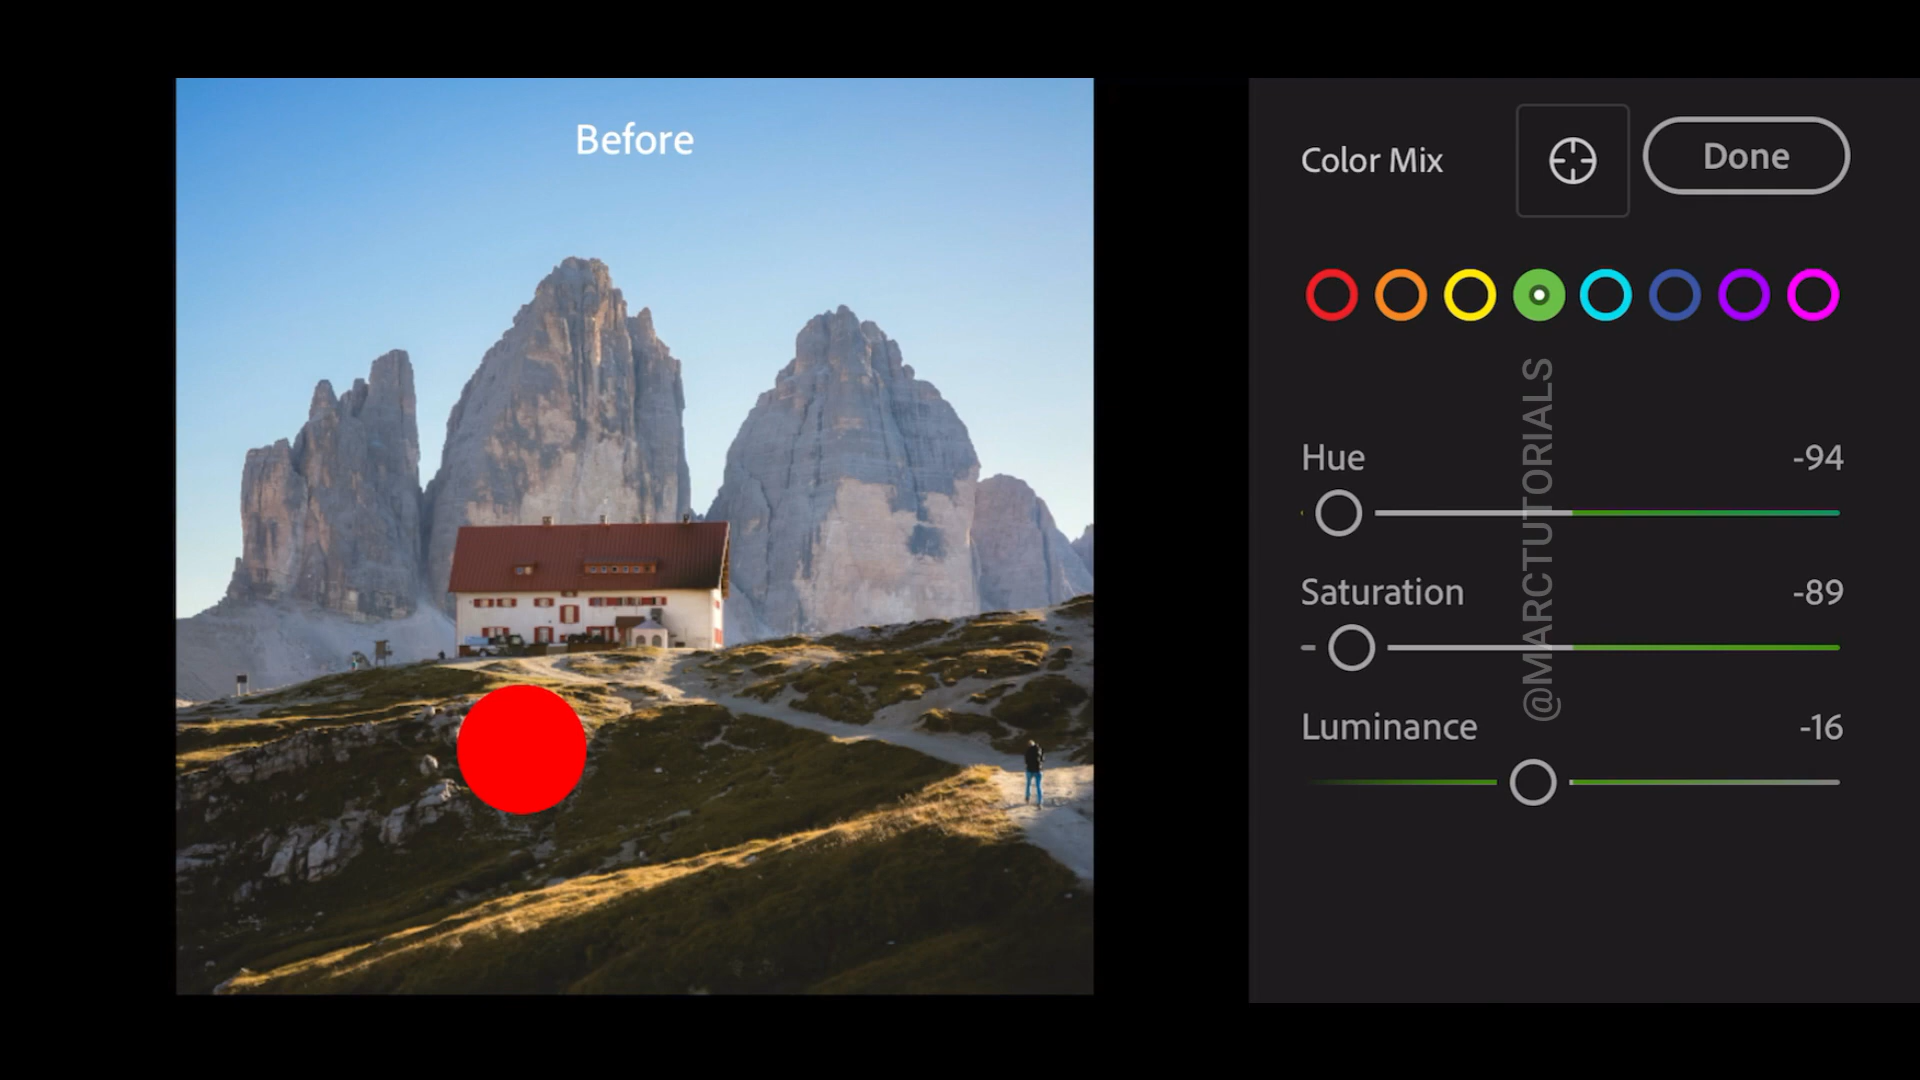 Before
Color Mix
Done
@MARCTUTORIALS
Hue
-94
Saturation
-89
Luminance
-16